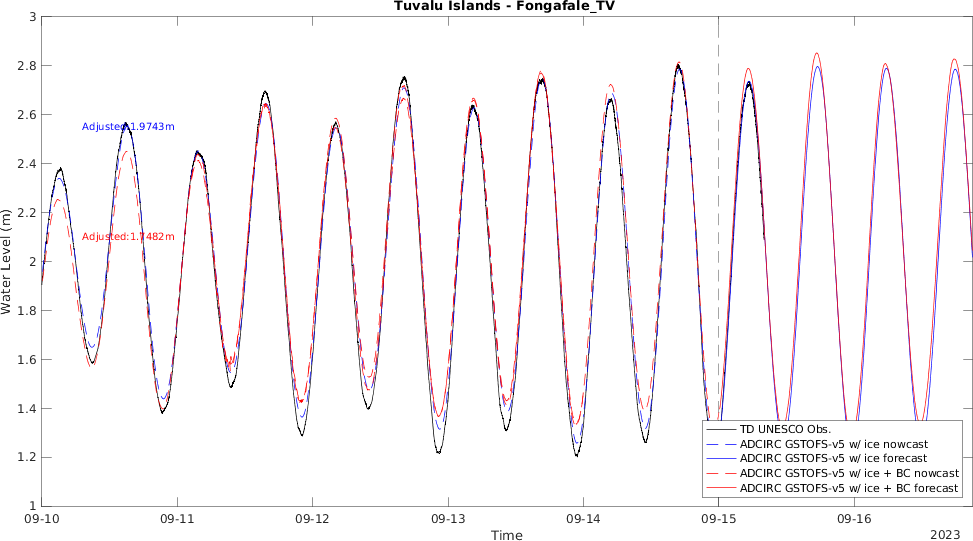 Tuvalu Islands - Fongafale_TV
3
2.8
2.6
2.4
2.2
2
1.8
1.6
1.4
1.2
1
Water Level (m)
Adjusted:1.9743m
Adjusted:1.7482m
TD UNESCO Obs.
ADCIRC GSTOFS-v5 w/ ice nowcast
ADCIRC GSTOFS-v5 w/ ice forecast
ADCIRC GSTOFS-v5 w/ ice + BC nowcast
ADCIRC GSTOFS-v5 w/ ice + BC forecast
09-10 09-11 09-12 09-13 09-14 09-15 09-16
Time
2023